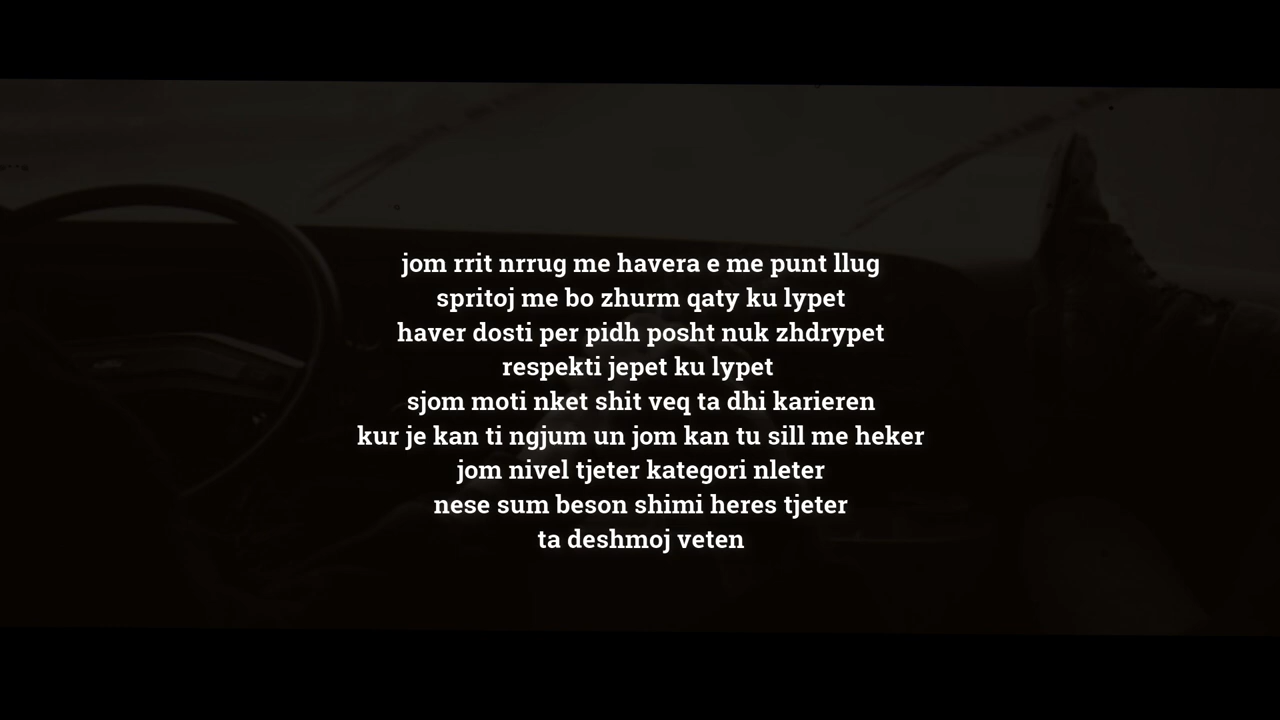 jom rrit nrrug me havera e me punt llug
spritoj me bo zhurm qaty ku lypet
haver dosti per pidh posht nuk zhdrypet
respekti jepet ku lypet
sjom moti nket shit veq ta dhi karieren
kur je kan ti ngjum un jom kan tu sill me heker
jom nivel tjeter kategori nleter
nese sum beson shimi heres tjeter
ta deshmoj veten